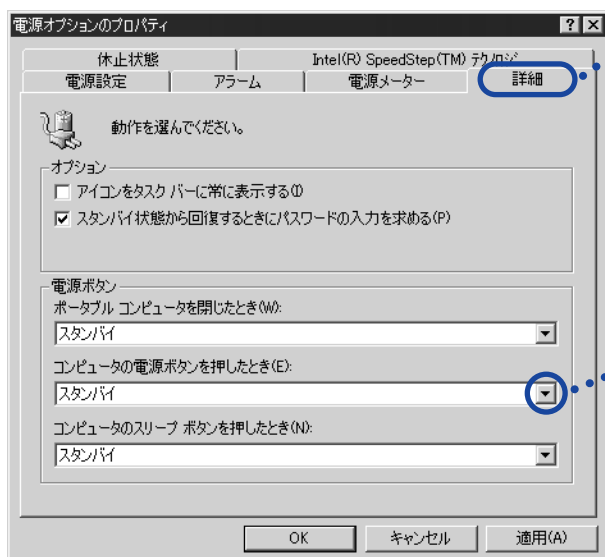 電源オプションのプロパティ
休止状態
Intel(R) SpeedStep(TM) テクノロジ
電源設定
アラーム
電源メーター
詳細
動作を選んでください。
オプション
アイコンをタスク バーに常に表示する(I)
スタンバイ状態から回復するときにパスワードの入力を求める(P)
電源ボタン
ポータブル コンピュータを閉じたとき(W):
スタンバイ
コンピュータの電源ボタンを押したとき(E):
スタンバイ
コンピュータのスリープ ボタンを押したとき(N):
スタンバイ
OK
キャンセル
適用(A)